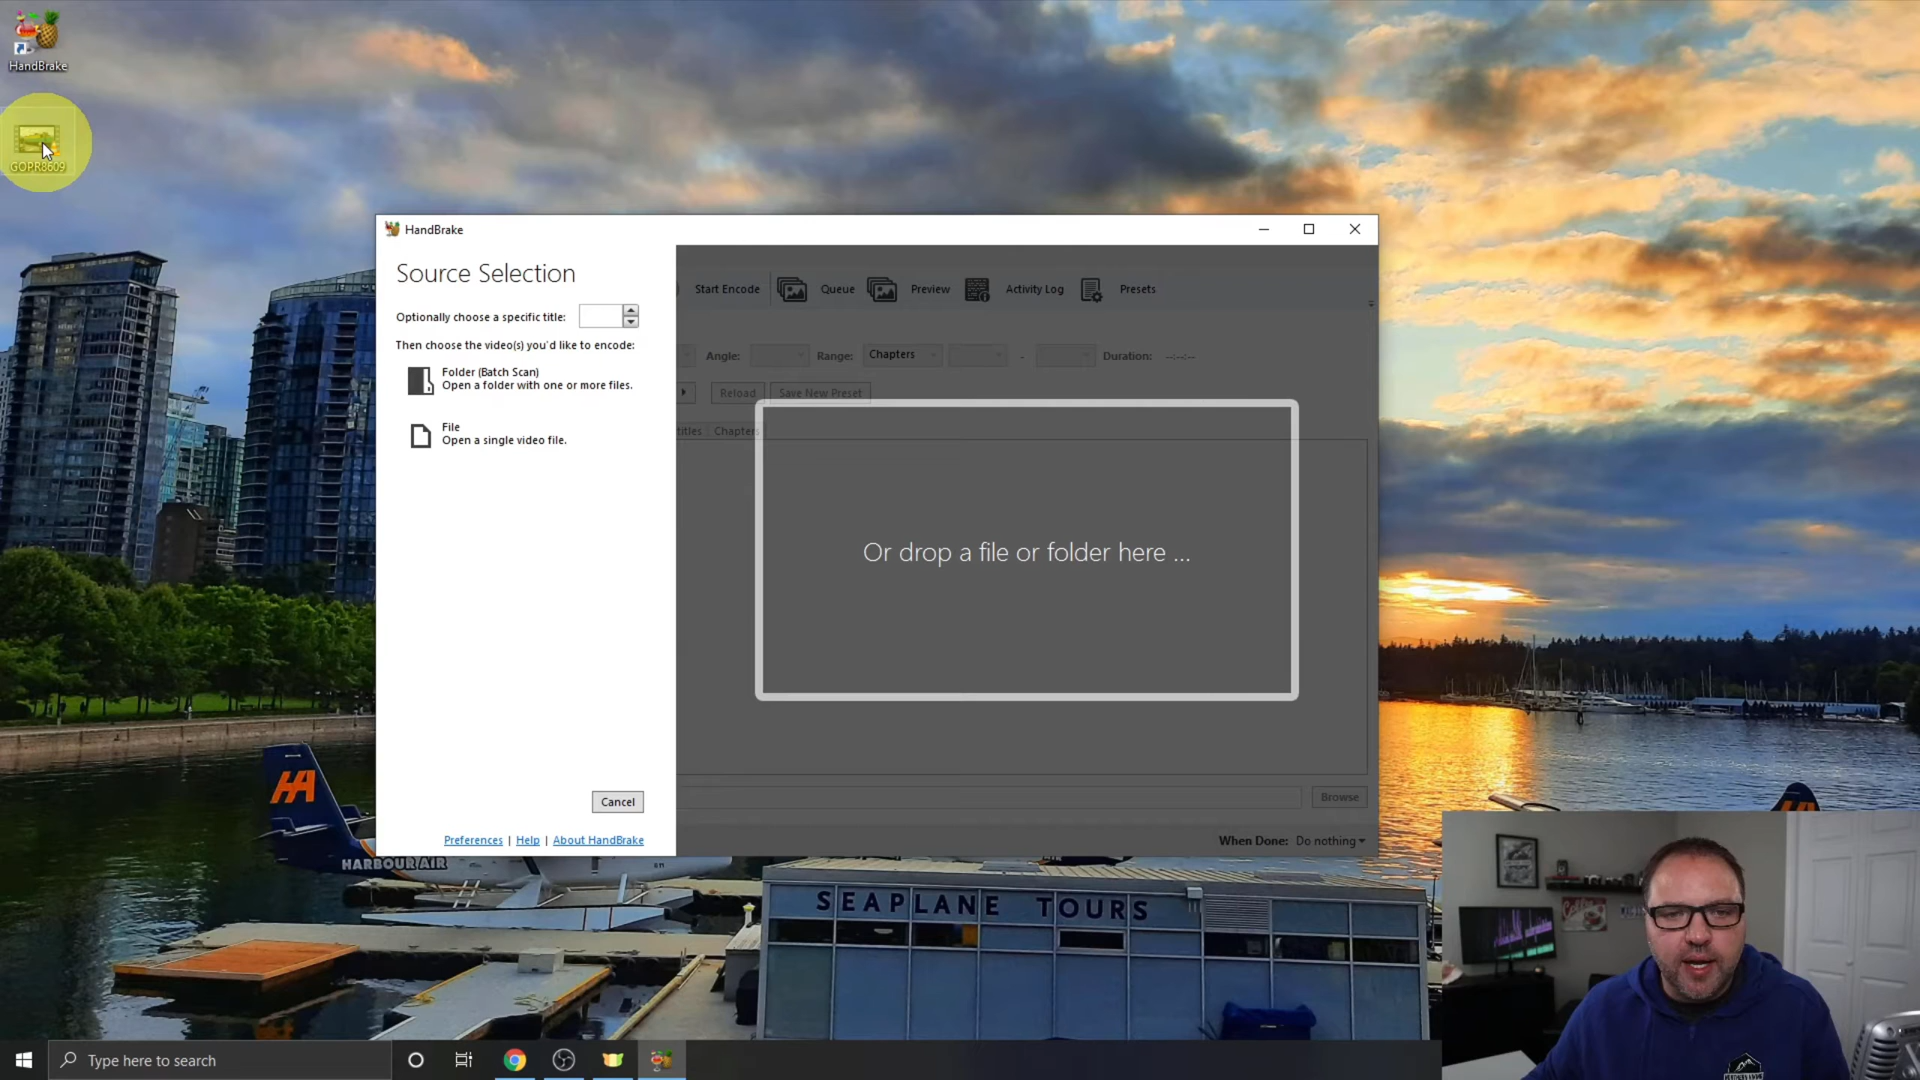 HandBrake
GOPR8609
HandBrake
Source Selection
Optionally choose a specific title:
Then choose the video(s) you'd like to encode:
Folder (Batch Scan)
Open a folder with one or more files.
File
Open a single video file.
Cancel
Preferences | Help | About HandBrake
Start Encode
Queue
Preview
Activity Log
Presets
Angle:
Range:
Chapters
-
Duration:
--:--:--
Reload
Save New Preset
titles
Chapters
Or drop a file or folder here ...
Browse
When Done: Do nothing
HARBOUR AIR
SEAPLANE TOURS
Type here to search